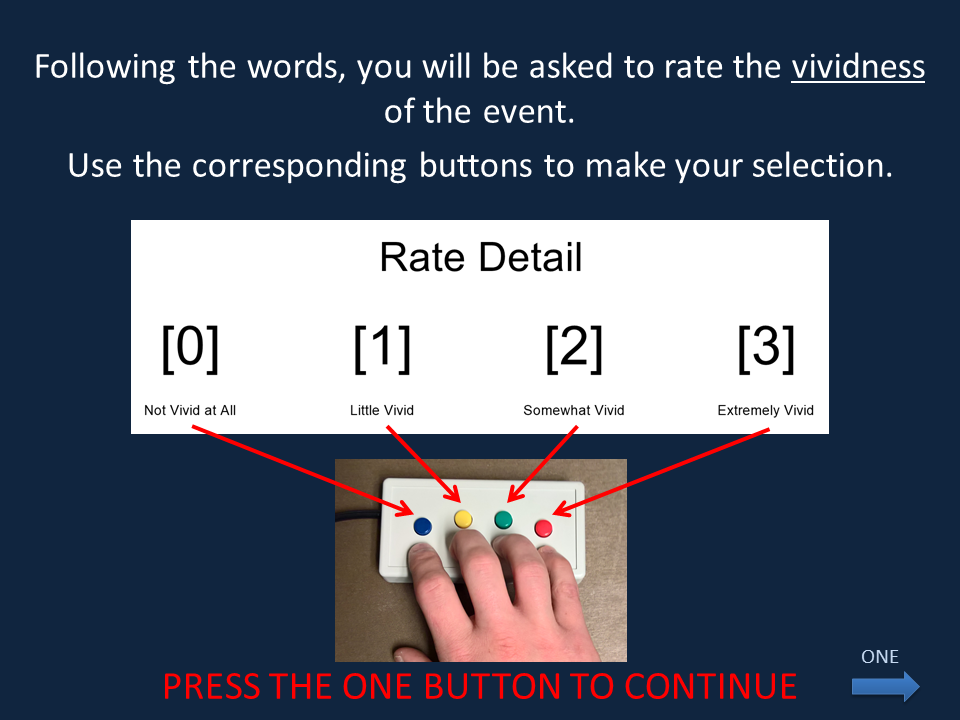 Following the words, you will be asked to rate the vividness
of the event.
Use the corresponding buttons to make your selection.
Rate Detail
[0] [1] [2] [3]
Not Vivid at All Little Vivid Somewhat Vivid Extremely Vivid
ONE
PRESS THE ONE BUTTON TO CONTINUE